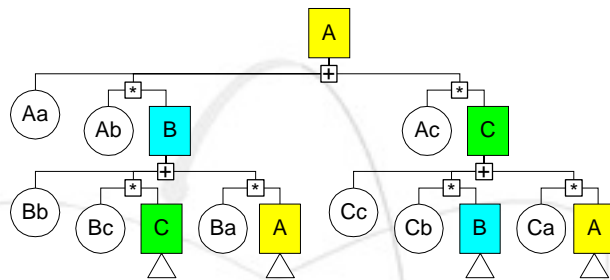 A
+
* *
Aa Ab B Ac C
+ +
* * * *
Bb Bc C Ba A Cc Cb B Ca A